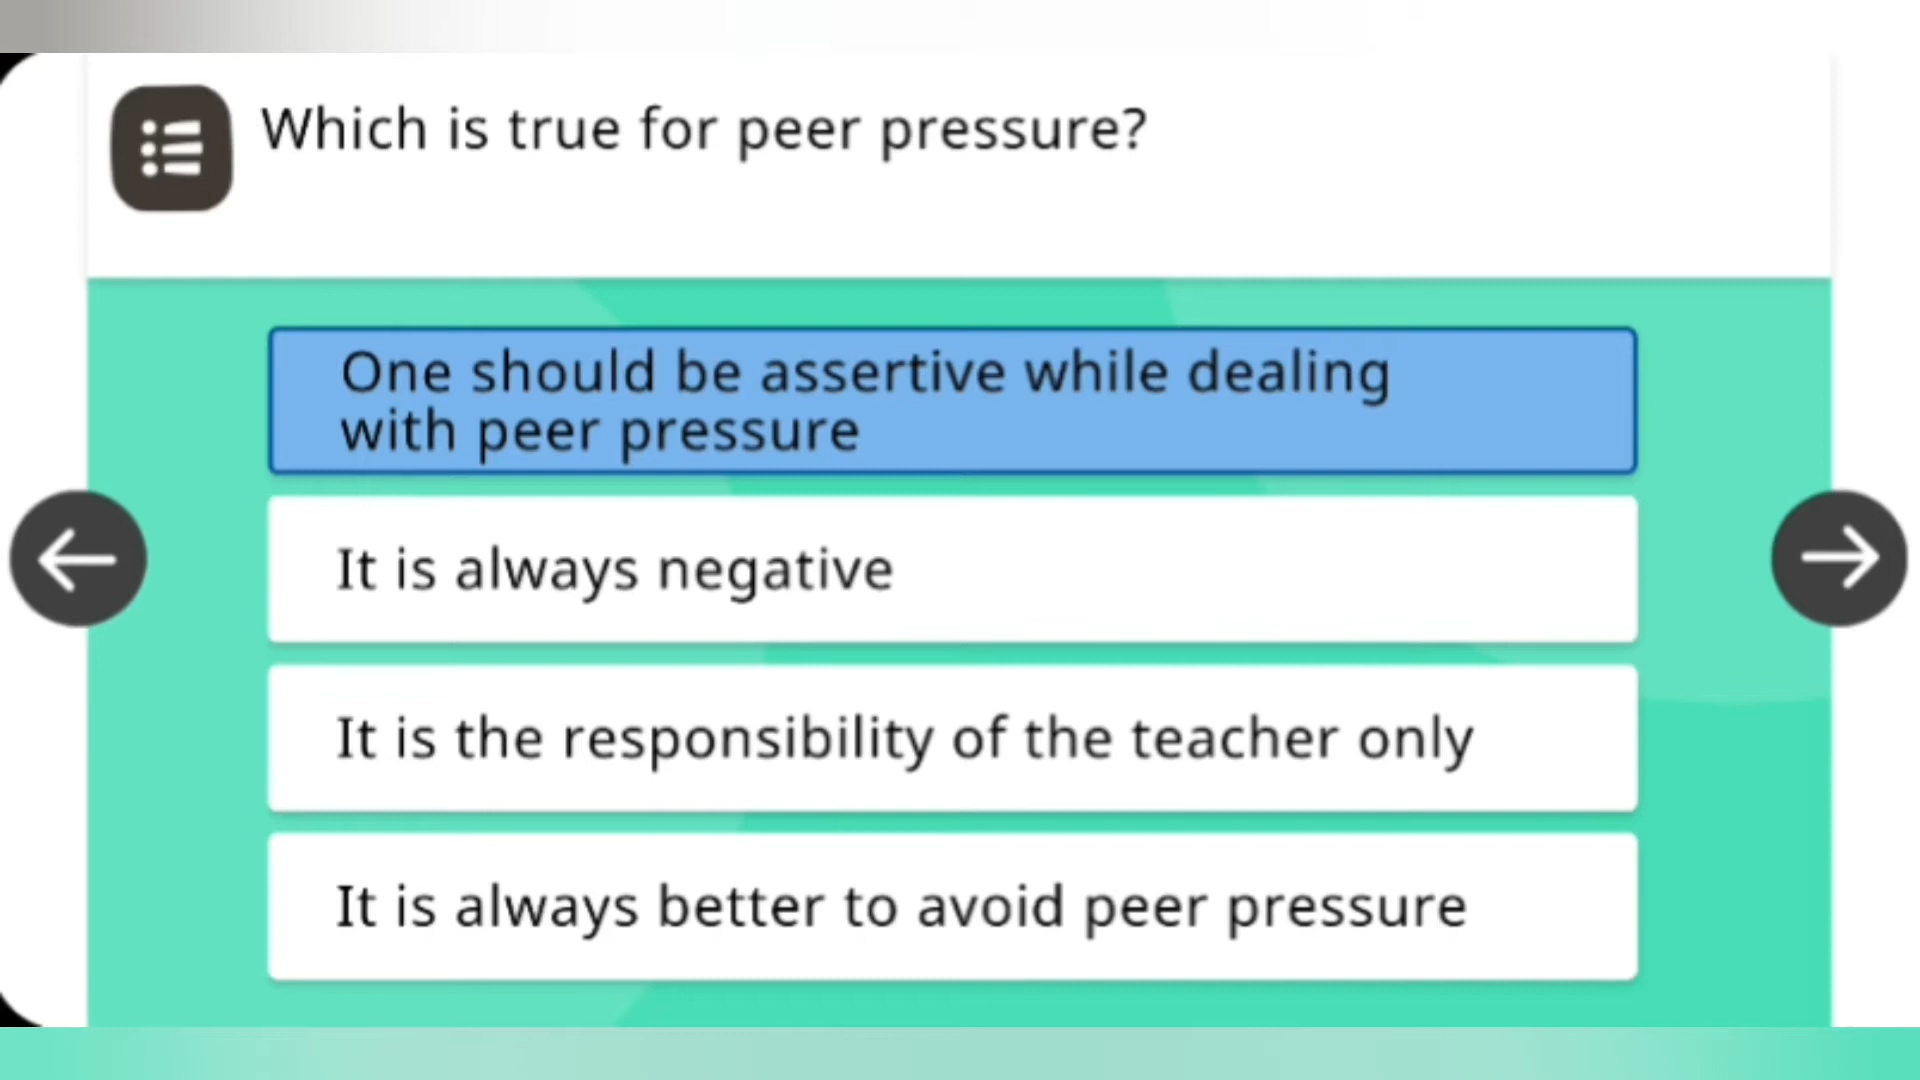 Which is true for peer pressure?
One should be assertive while dealing
with peer pressure
It is always negative
It is the responsibility of the teacher only
It is always better to avoid peer pressure